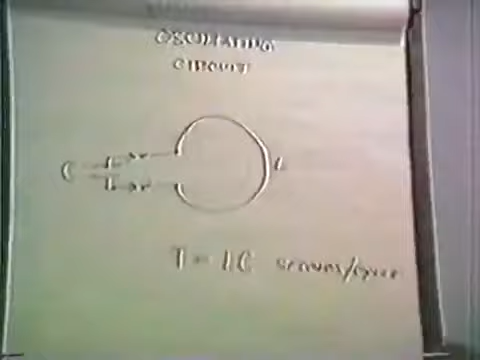 OSCILLATING
CIRCUIT
C
L
T = LC seconds/cycle